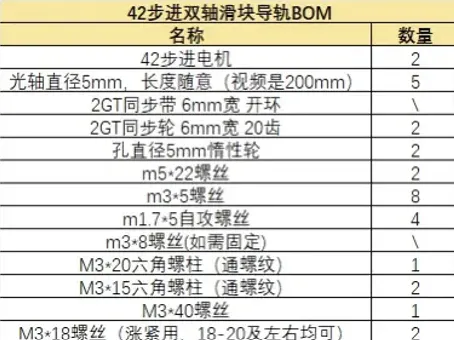 42步进双轴滑块导轨BOM
名称 数量
42步进电机 2
光轴直径5mm，长度随意（视频是200mm） 5
2GT同步带 6mm宽 开环 \
2GT同步轮 6mm宽 20齿 2
孔直径5mm惰性轮 2
m5*22螺丝 2
m3*5螺丝 8
m1.7*5自攻螺丝 4
m3*8螺丝(如需固定) \
M3*20六角螺柱（通螺纹） 1
M3*15六角螺柱（通螺纹） 2
M3*40螺丝 1
M3*18螺丝（涨紧用，18-20及左右均可） 2